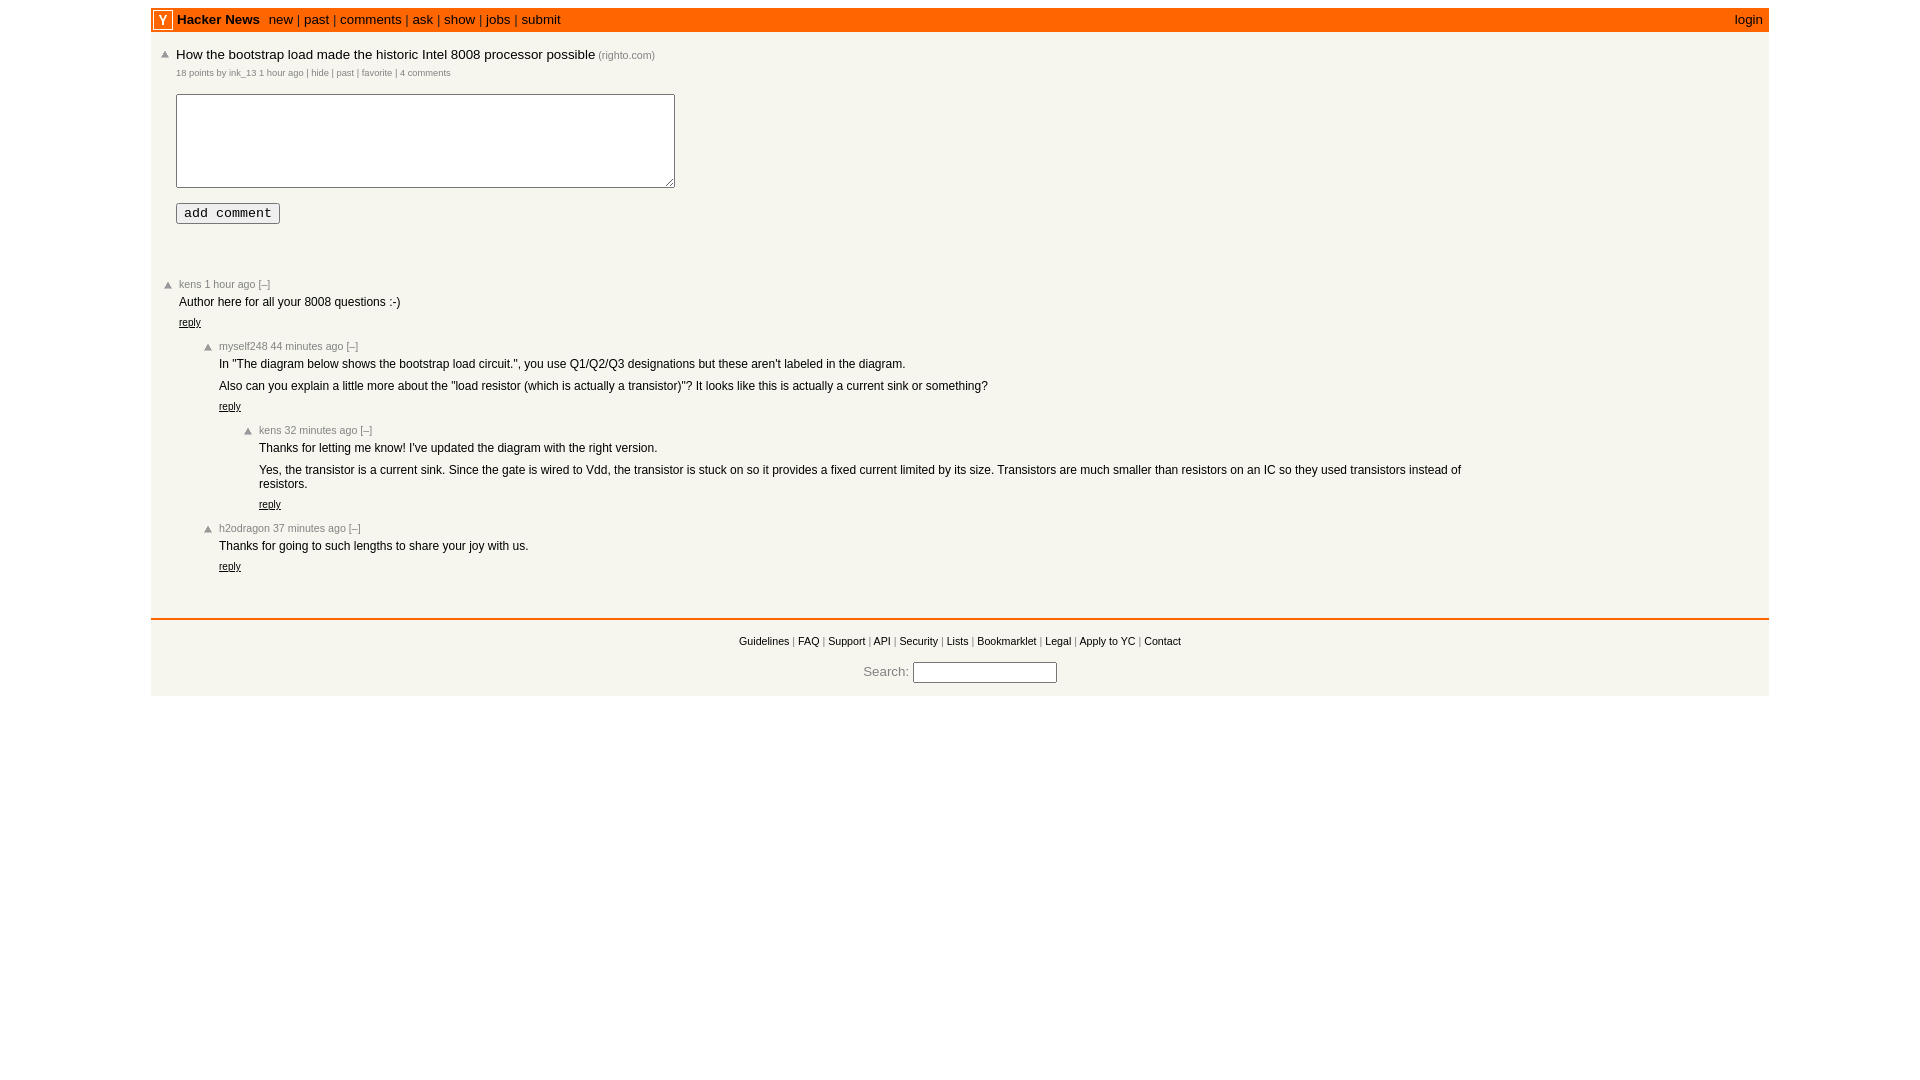 Y Hacker News new | past | comments | ask | show | jobs | submit login
How the bootstrap load made the historic Intel 8008 processor possible (righto.com)
18 points by ink_13 1 hour ago | hide | past | favorite | 4 comments
add comment
kens 1 hour ago [–]
Author here for all your 8008 questions :-)
reply
myself248 44 minutes ago [–]
In "The diagram below shows the bootstrap load circuit.", you use Q1/Q2/Q3 designations but these aren't labeled in the diagram.
Also can you explain a little more about the "load resistor (which is actually a transistor)"? It looks like this is actually a current sink or something?
reply
kens 32 minutes ago [–]
Thanks for letting me know! I've updated the diagram with the right version.
Yes, the transistor is a current sink. Since the gate is wired to Vdd, the transistor is stuck on so it provides a fixed current limited by its size. Transistors are much smaller than resistors on an IC so they used transistors instead of
resistors.
reply
h2odragon 37 minutes ago [–]
Thanks for going to such lengths to share your joy with us.
reply
Guidelines | FAQ | Support | API | Security | Lists | Bookmarklet | Legal | Apply to YC | Contact
Search: